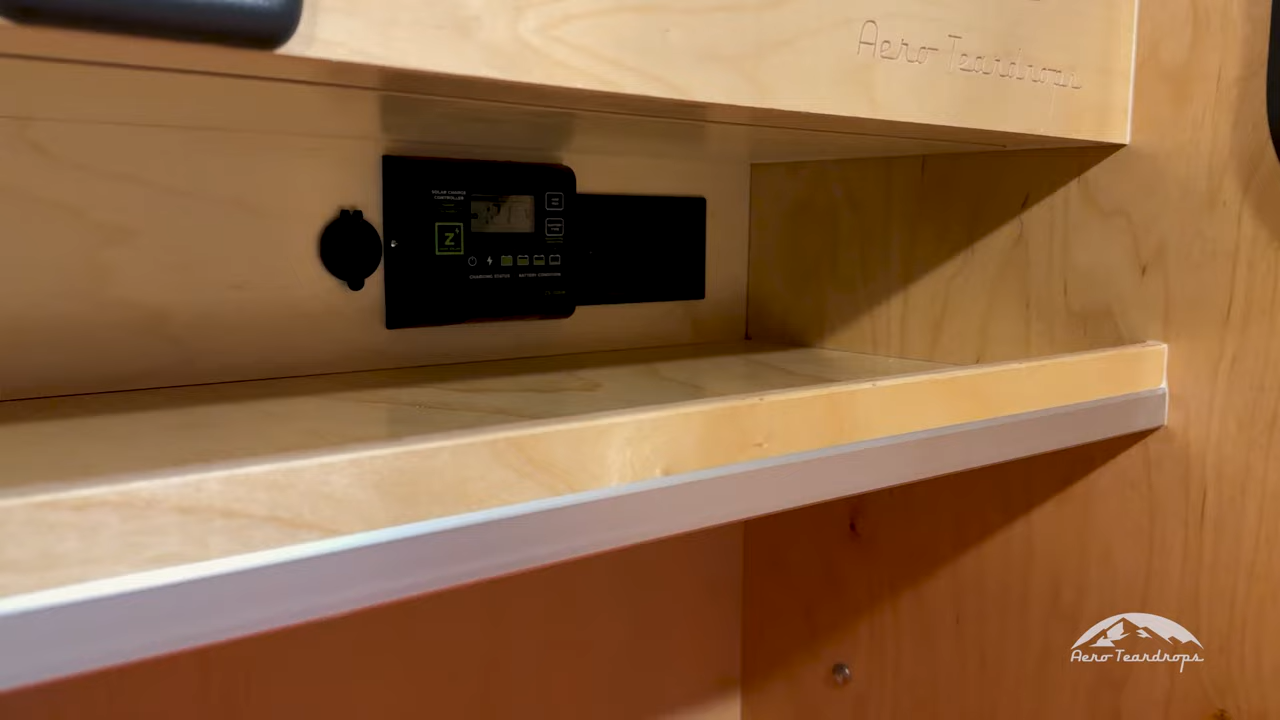 Aero Teardrops
SOLAR CHARGE
CONTROLLER
Z
CHARGING STATUS
BATTERY CONDITION
Aero Teardrops